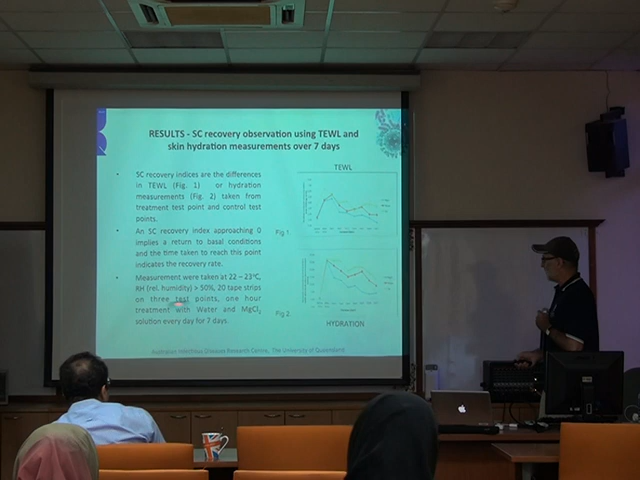 RESULTS - SC recovery observation using TEWL and
skin hydration measurements over 7 days
TEWL
• SC recovery indices are the differences
in TEWL (Fig. 1) or hydration
measurements (Fig. 2) taken from
treatment test point and control test
points.
Fig 1
• An SC recovery index approaching 0
implies a return to basal conditions
and the time taken to reach this point
indicates the recovery rate.
• Measurement were taken at 22 – 23°C,
RH (rel. humidity) > 50%, 20 tape strips
on three test points, one hour
treatment with Water and MgCl2
solution every day for 7 days.
Fig 2
HYDRATION
Australian Infectious Diseases Research Centre, The University of Queensland